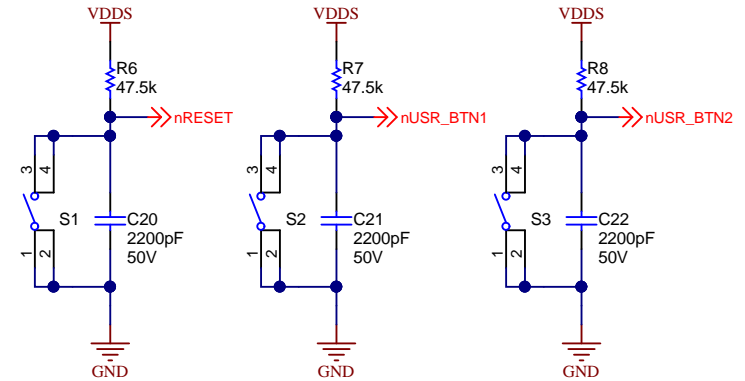 VDDS
R6
47.5k
nRESET
3
4
S1
1
2
C20
2200pF
50V
GND
VDDS
R7
47.5k
nUSR_BTN1
3
4
S2
1
2
C21
2200pF
50V
GND
VDDS
R8
47.5k
nUSR_BTN2
3
4
S3
1
2
C22
2200pF
50V
GND